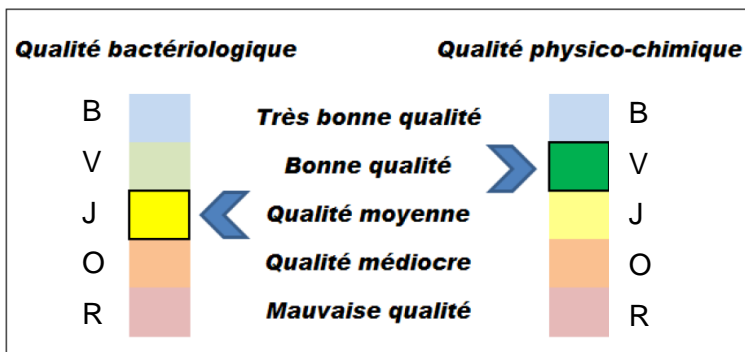 Qualité bactériologique Qualité physico-chimique
B Très bonne qualité B
V Bonne qualité V
J Qualité moyenne J
O Qualité médiocre O
R Mauvaise qualité R